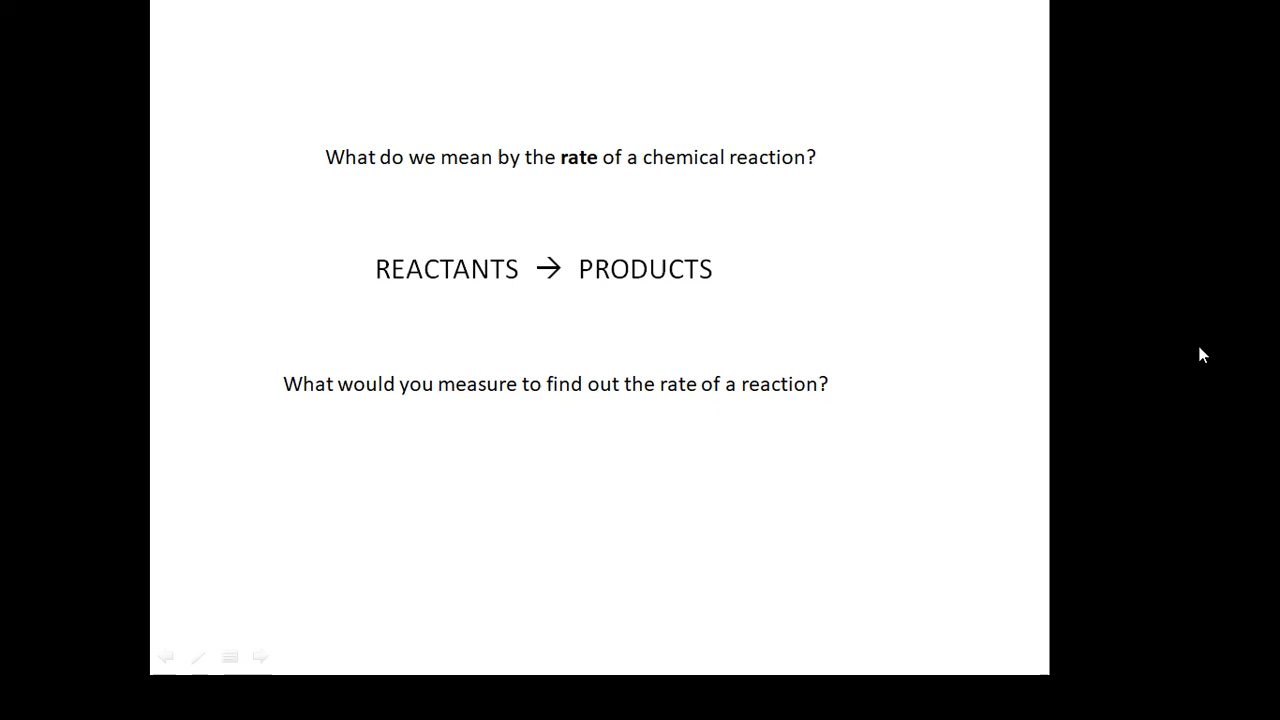 What do we mean by the rate of a chemical reaction?
REACTANTS → PRODUCTS
What would you measure to find out the rate of a reaction?